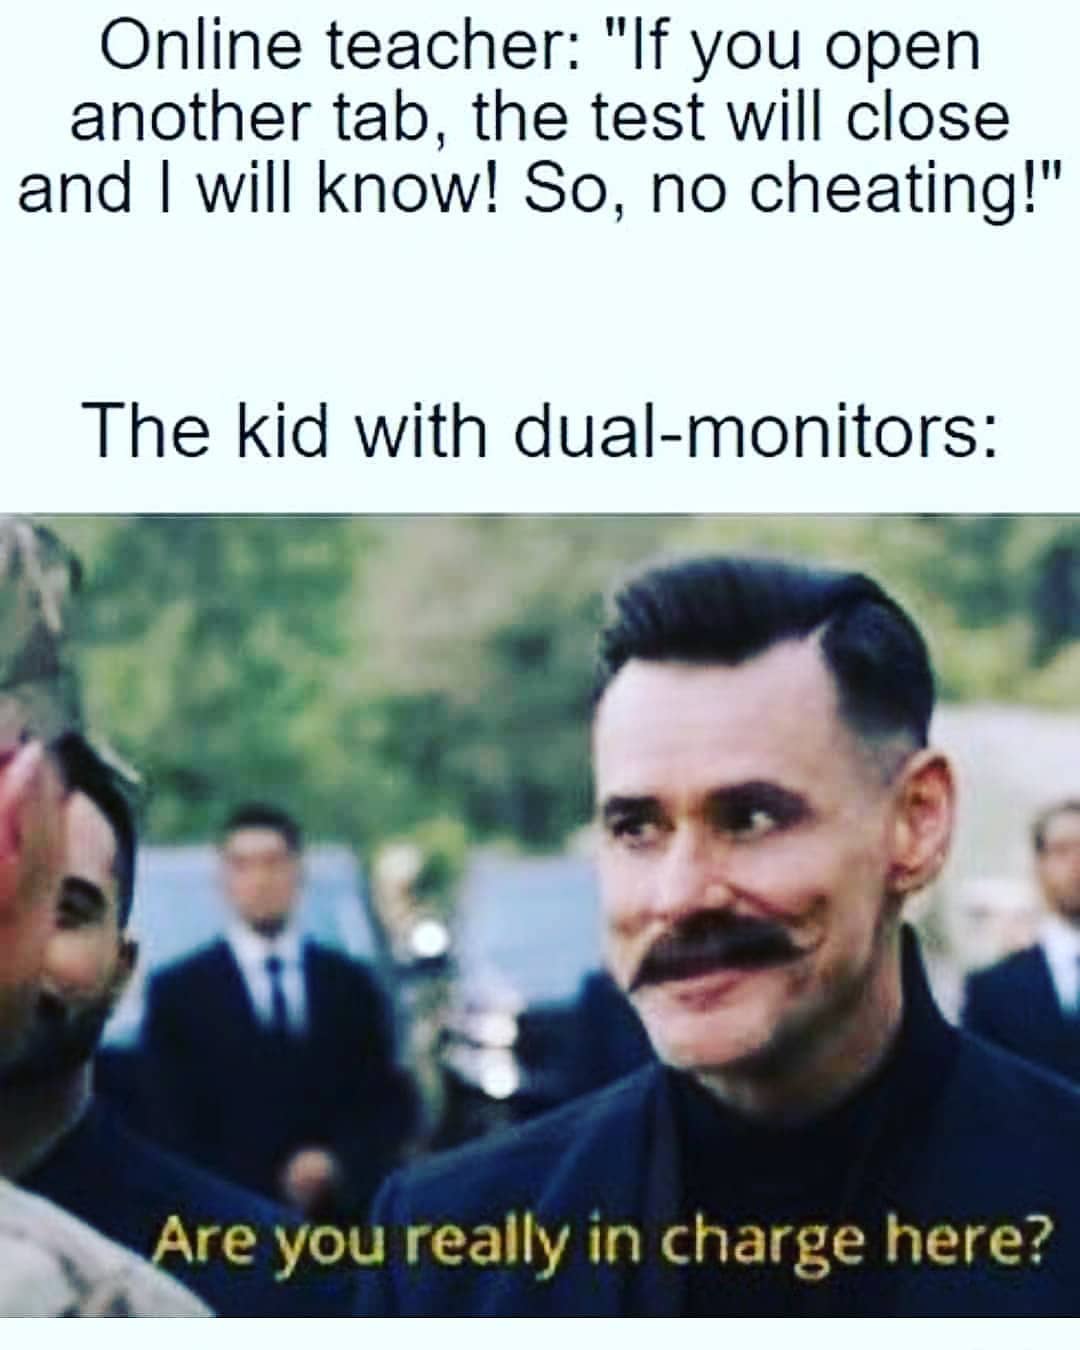 Online teacher: "If you open
another tab, the test will close
and I will know! So, no cheating!"
The kid with dual-monitors:
Are you really in charge here?